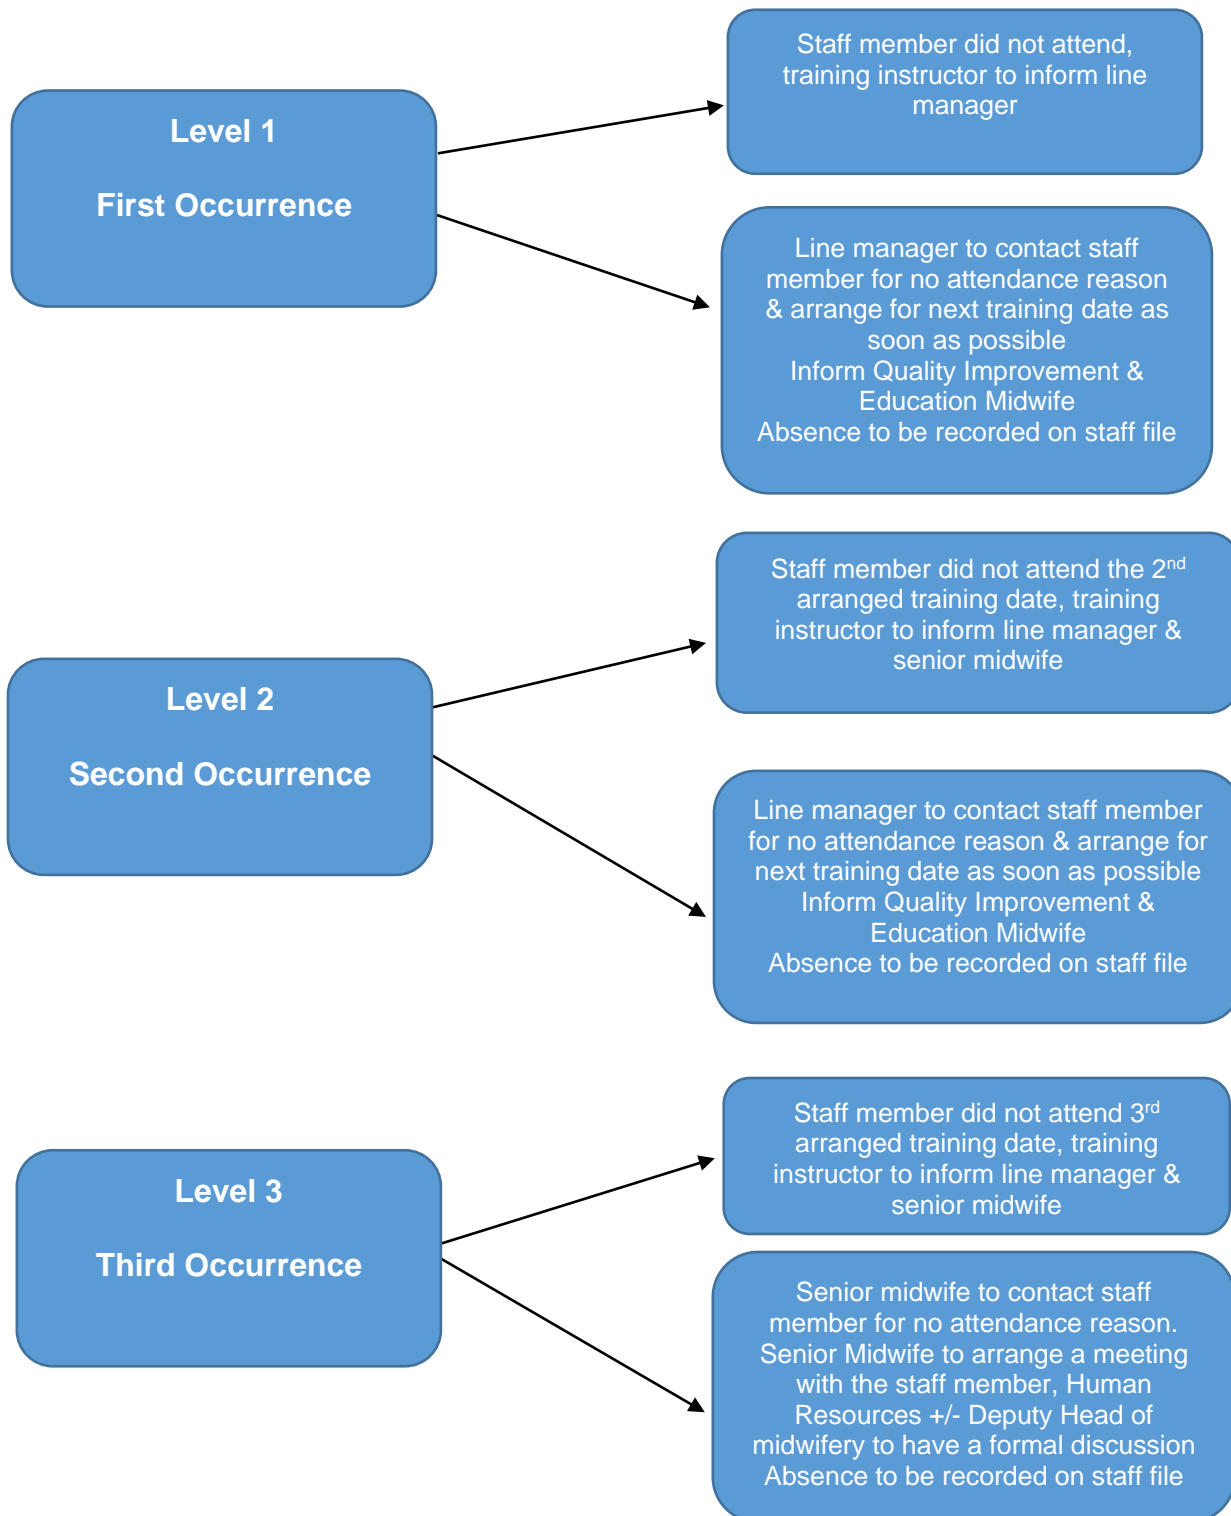 Level 1
First Occurrence
Staff member did not attend,
training instructor to inform line
manager
Line manager to contact staff
member for no attendance reason
& arrange for next training date as
soon as possible
Inform Quality Improvement &
Education Midwife
Absence to be recorded on staff file
Level 2
Second Occurrence
Staff member did not attend the 2nd
arranged training date, training
instructor to inform line manager &
senior midwife
Line manager to contact staff member
for no attendance reason & arrange for
next training date as soon as possible
Inform Quality Improvement &
Education Midwife
Absence to be recorded on staff file
Level 3
Third Occurrence
Staff member did not attend 3rd
arranged training date, training
instructor to inform line manager &
senior midwife
Senior midwife to contact staff
member for no attendance reason.
Senior Midwife to arrange a meeting
with the staff member, Human
Resources +/- Deputy Head of
midwifery to have a formal discussion
Absence to be recorded on staff file